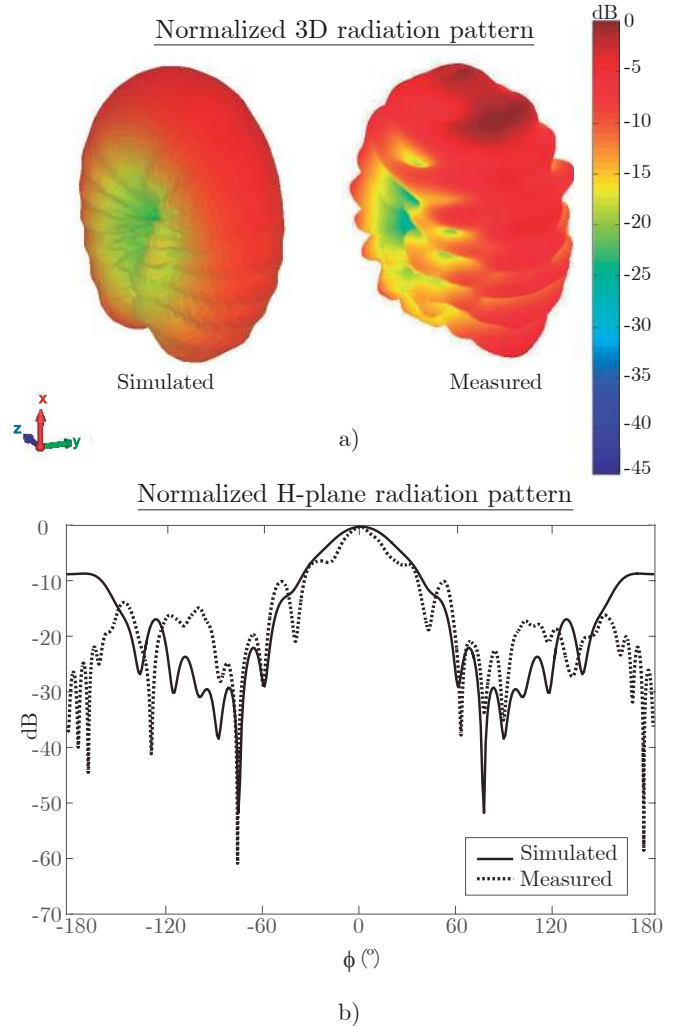 Normalized 3D radiation pattern
dB
0
-5
-10
-15
-20
-25
-30
-35
-40
-45
Simulated
Measured
x
z
y
a)
Normalized H-plane radiation pattern
0
-10
-20
-30
-40
-50
-60
-70
dB
-180
-120
-60
0
60
120
180
ϕ (º)
Simulated
Measured
b)